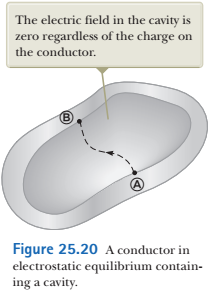 The electric field in the cavity is
zero regardless of the charge on
the conductor.
B
A
Figure 25.20 A conductor in
electrostatic equilibrium contain-
ing a cavity.